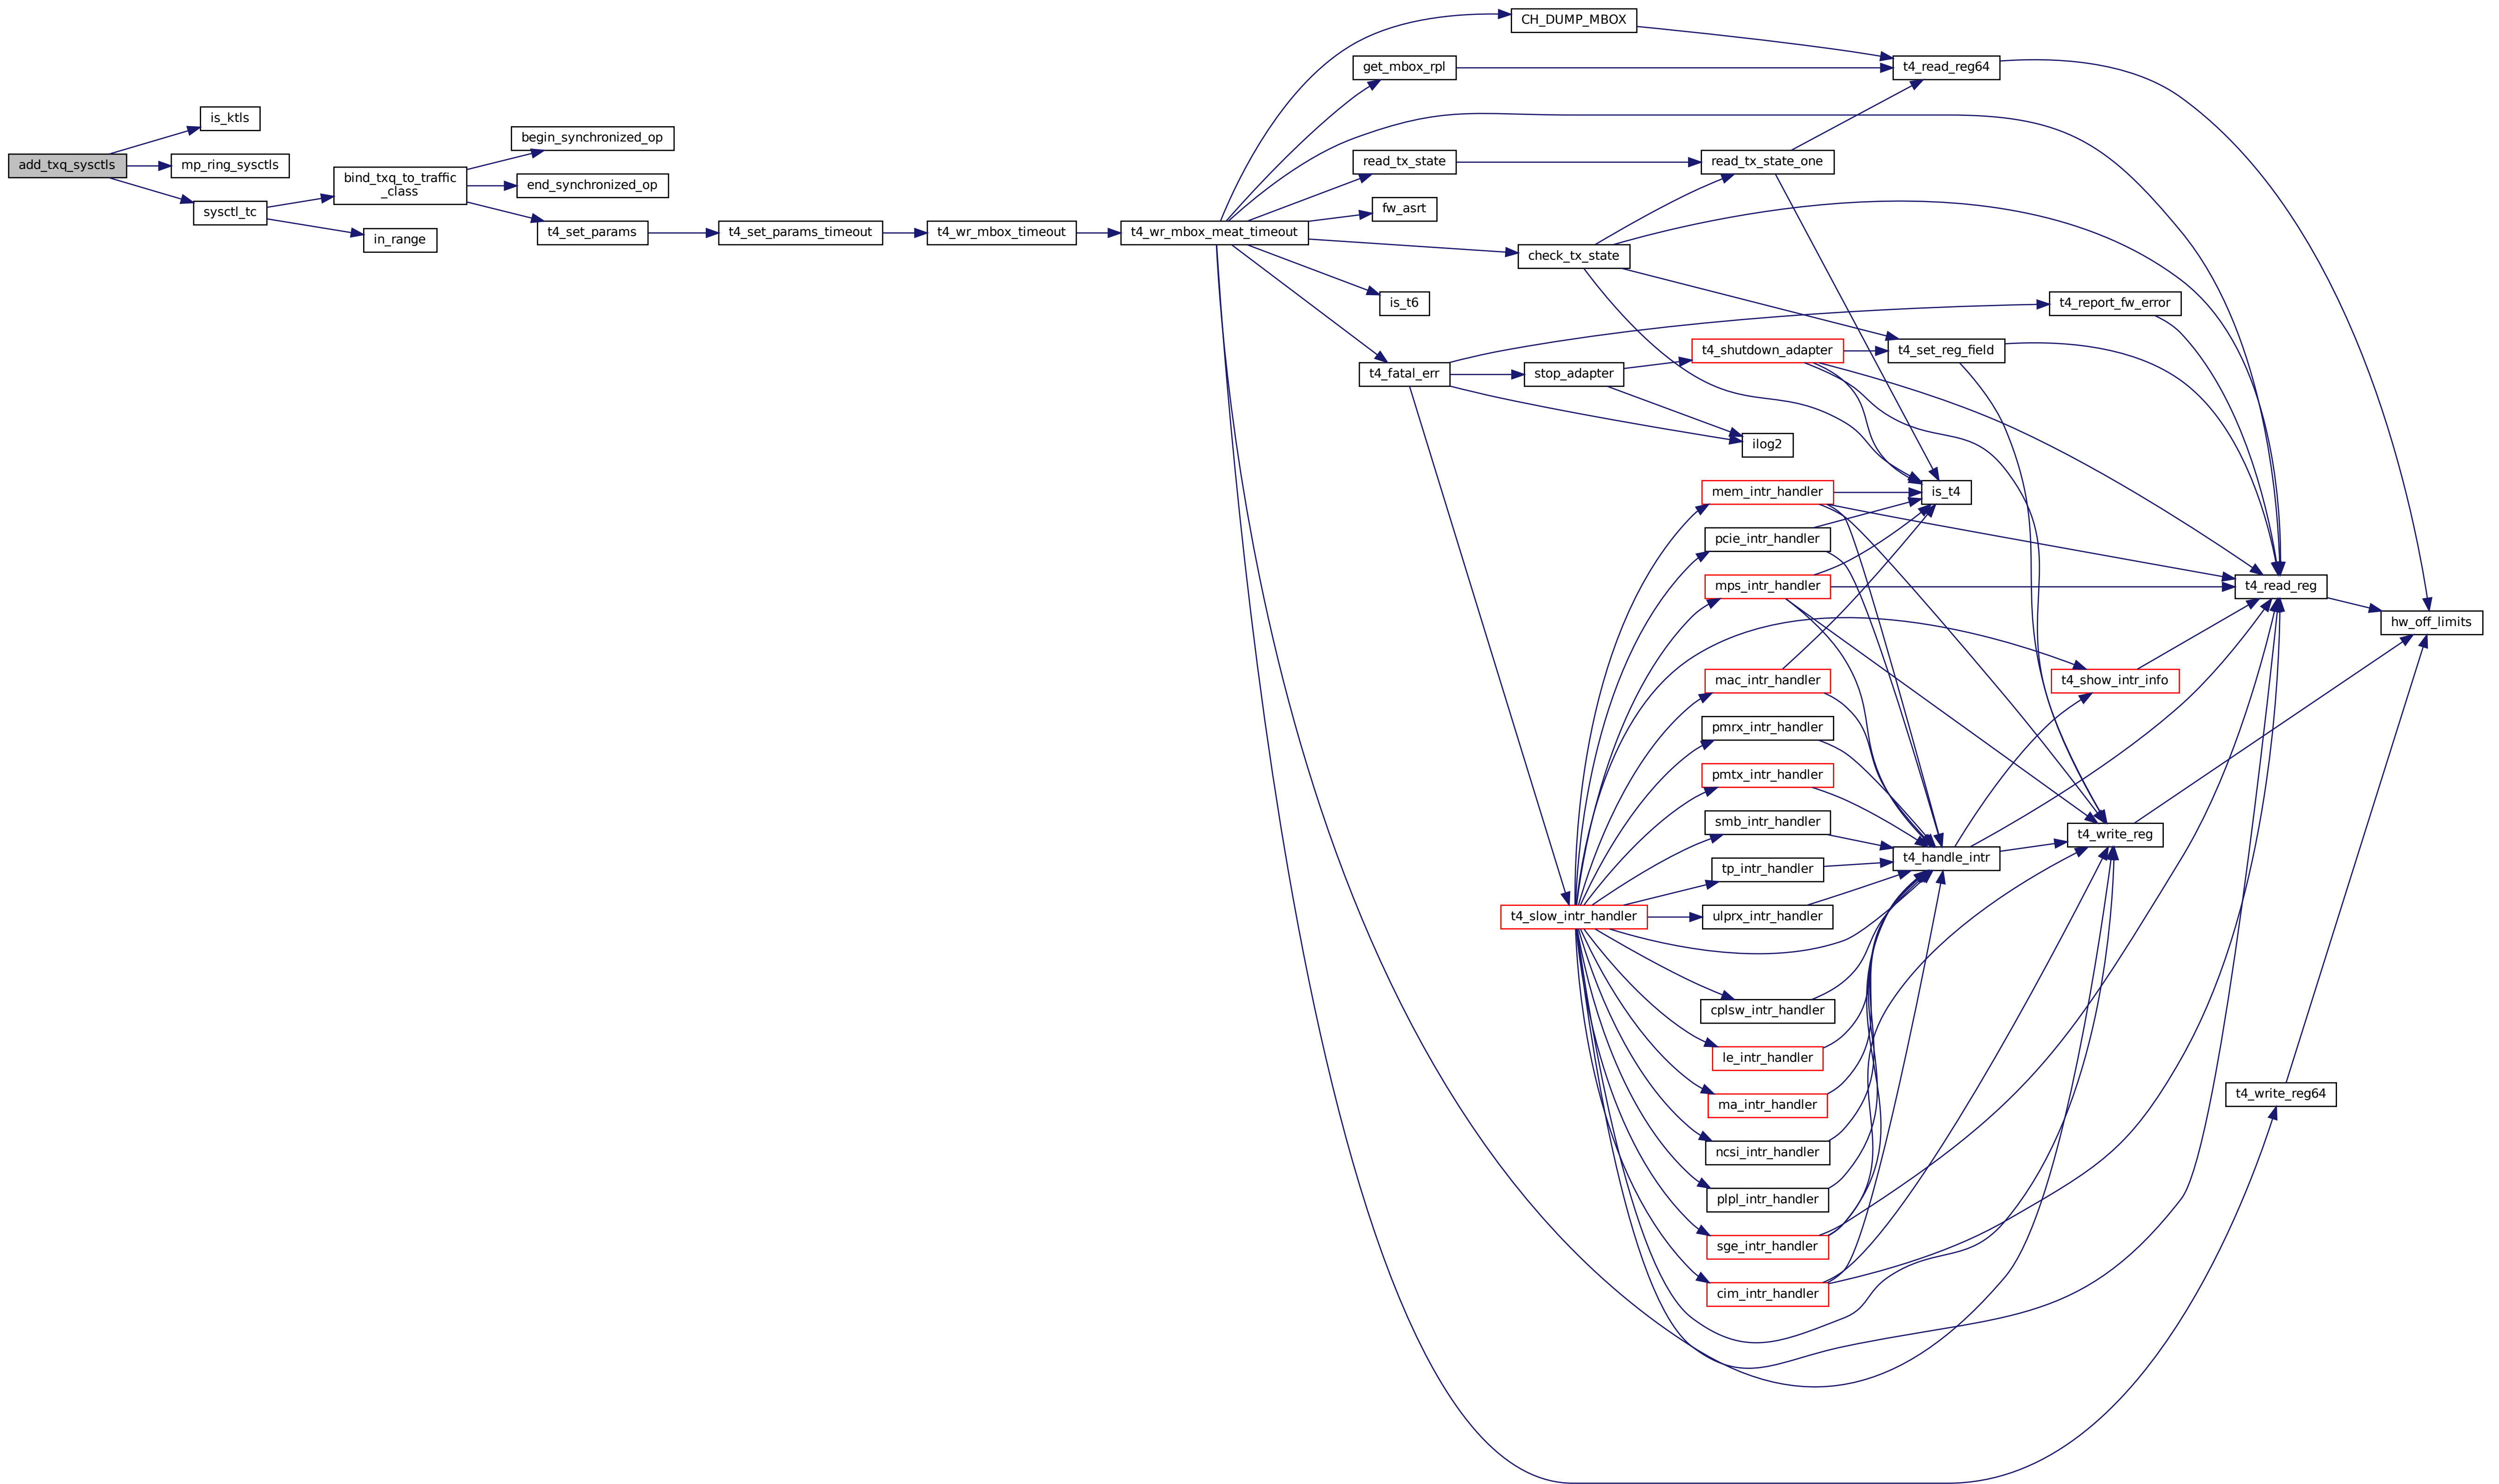 add_txq_sysctls
is_ktls
mp_ring_sysctls
sysctl_tc
bind_txq_to_traffic
_class
in_range
begin_synchronized_op
end_synchronized_op
t4_set_params
t4_set_params_timeout
t4_wr_mbox_timeout
t4_wr_mbox_meat_timeout
CH_DUMP_MBOX
get_mbox_rpl
read_tx_state
fw_asrt
check_tx_state
is_t6
t4_fatal_err
stop_adapter
t4_slow_intr_handler
read_tx_state_one
t4_shutdown_adapter
ilog2
mem_intr_handler
pcie_intr_handler
mps_intr_handler
mac_intr_handler
pmrx_intr_handler
pmtx_intr_handler
smb_intr_handler
tp_intr_handler
ulprx_intr_handler
cplsw_intr_handler
le_intr_handler
ma_intr_handler
ncsi_intr_handler
plpl_intr_handler
sge_intr_handler
cim_intr_handler
t4_read_reg64
t4_report_fw_error
t4_set_reg_field
is_t4
t4_handle_intr
t4_show_intr_info
t4_write_reg
t4_read_reg
t4_write_reg64
hw_off_limits